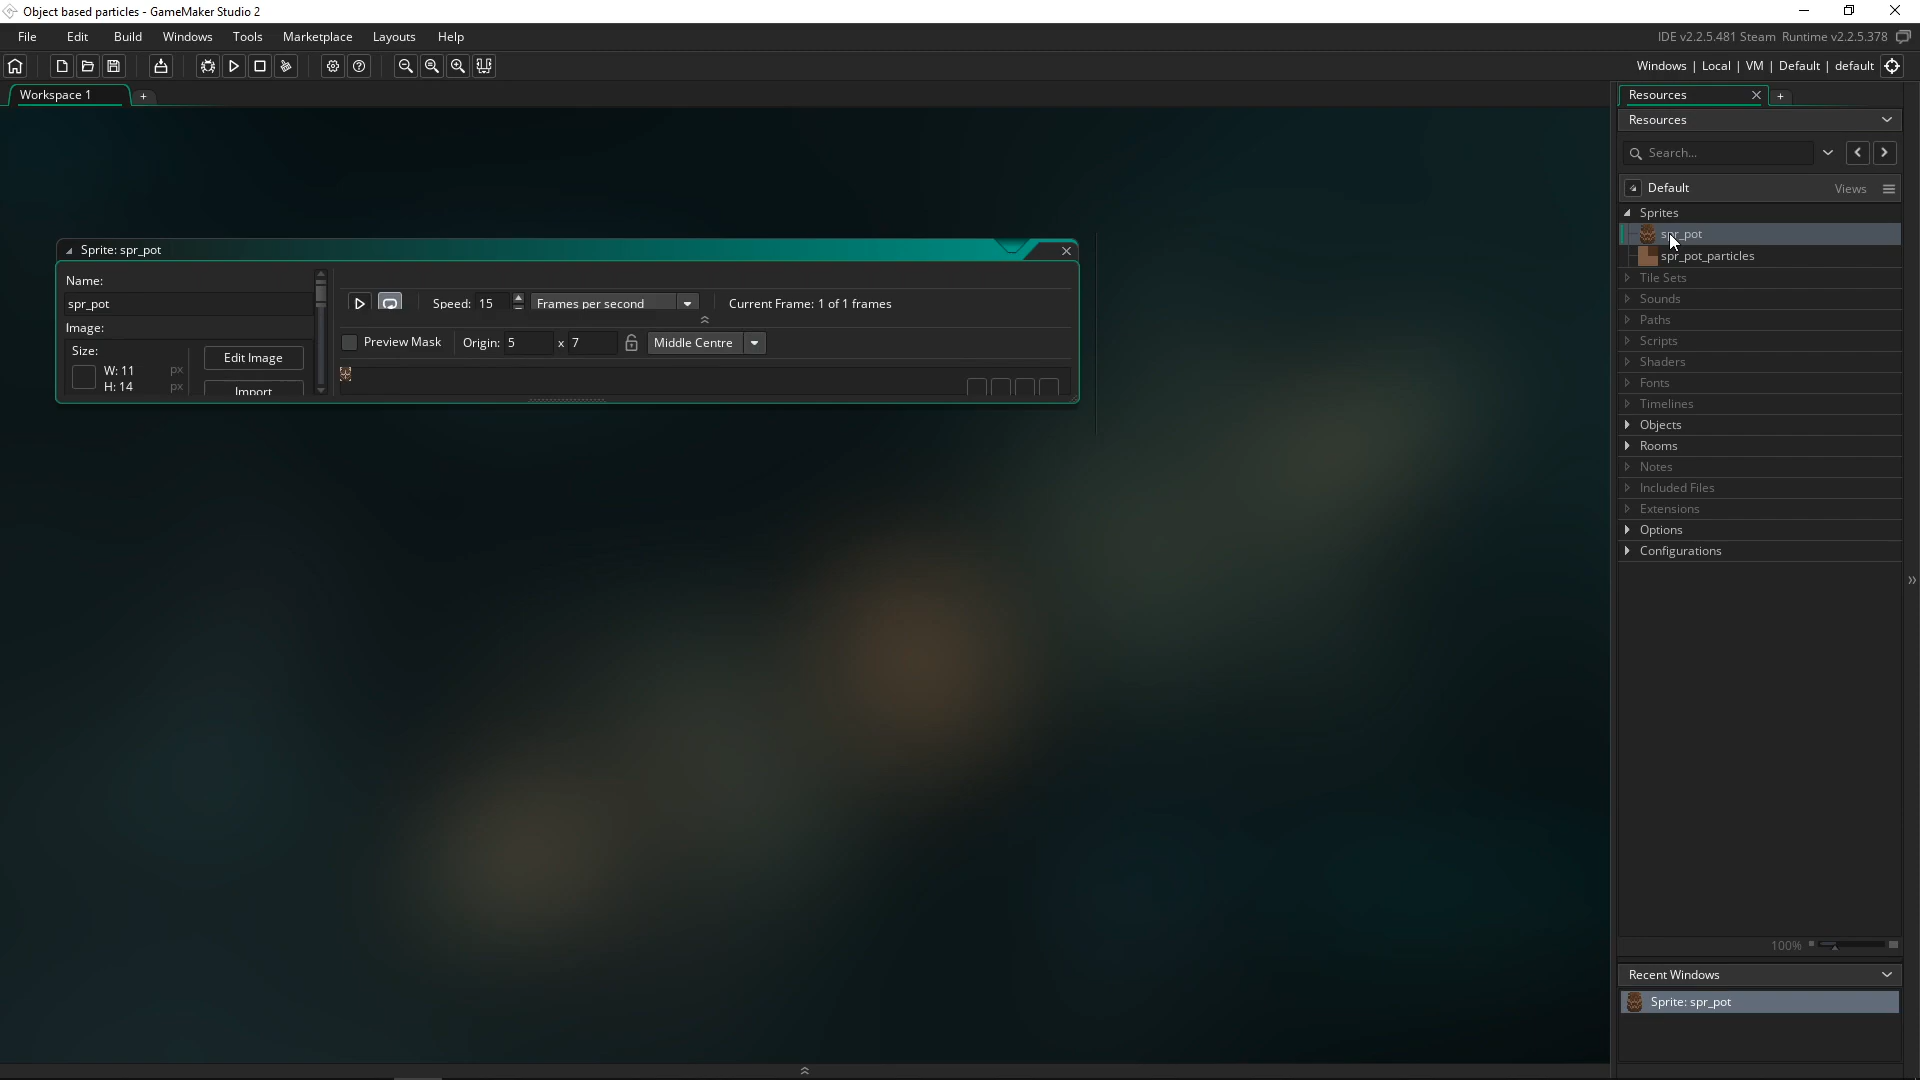 Object based particles - GameMaker Studio 2
File Edit Build Windows Tools Marketplace Layouts Help
IDE v2.2.5.481 Steam Runtime v2.2.5.378
Windows | Local | VM | Default | default
Workspace 1
+
Resources
+
Resources
Search...
Default
Views
Sprites
spr_pot
spr_pot_particles
Tile Sets
Sounds
Paths
Scripts
Shaders
Fonts
Timelines
Objects
Rooms
Notes
Included Files
Extensions
Options
Configurations
100%
Recent Windows
Sprite: spr_pot
Sprite: spr_pot
Name:
spr_pot
Image:
Size:
W: 11 px
H: 14 px
Edit Image
Import
Speed: 15 Frames per second Current Frame: 1 of 1 frames
Preview Mask Origin: 5 x 7 Middle Centre